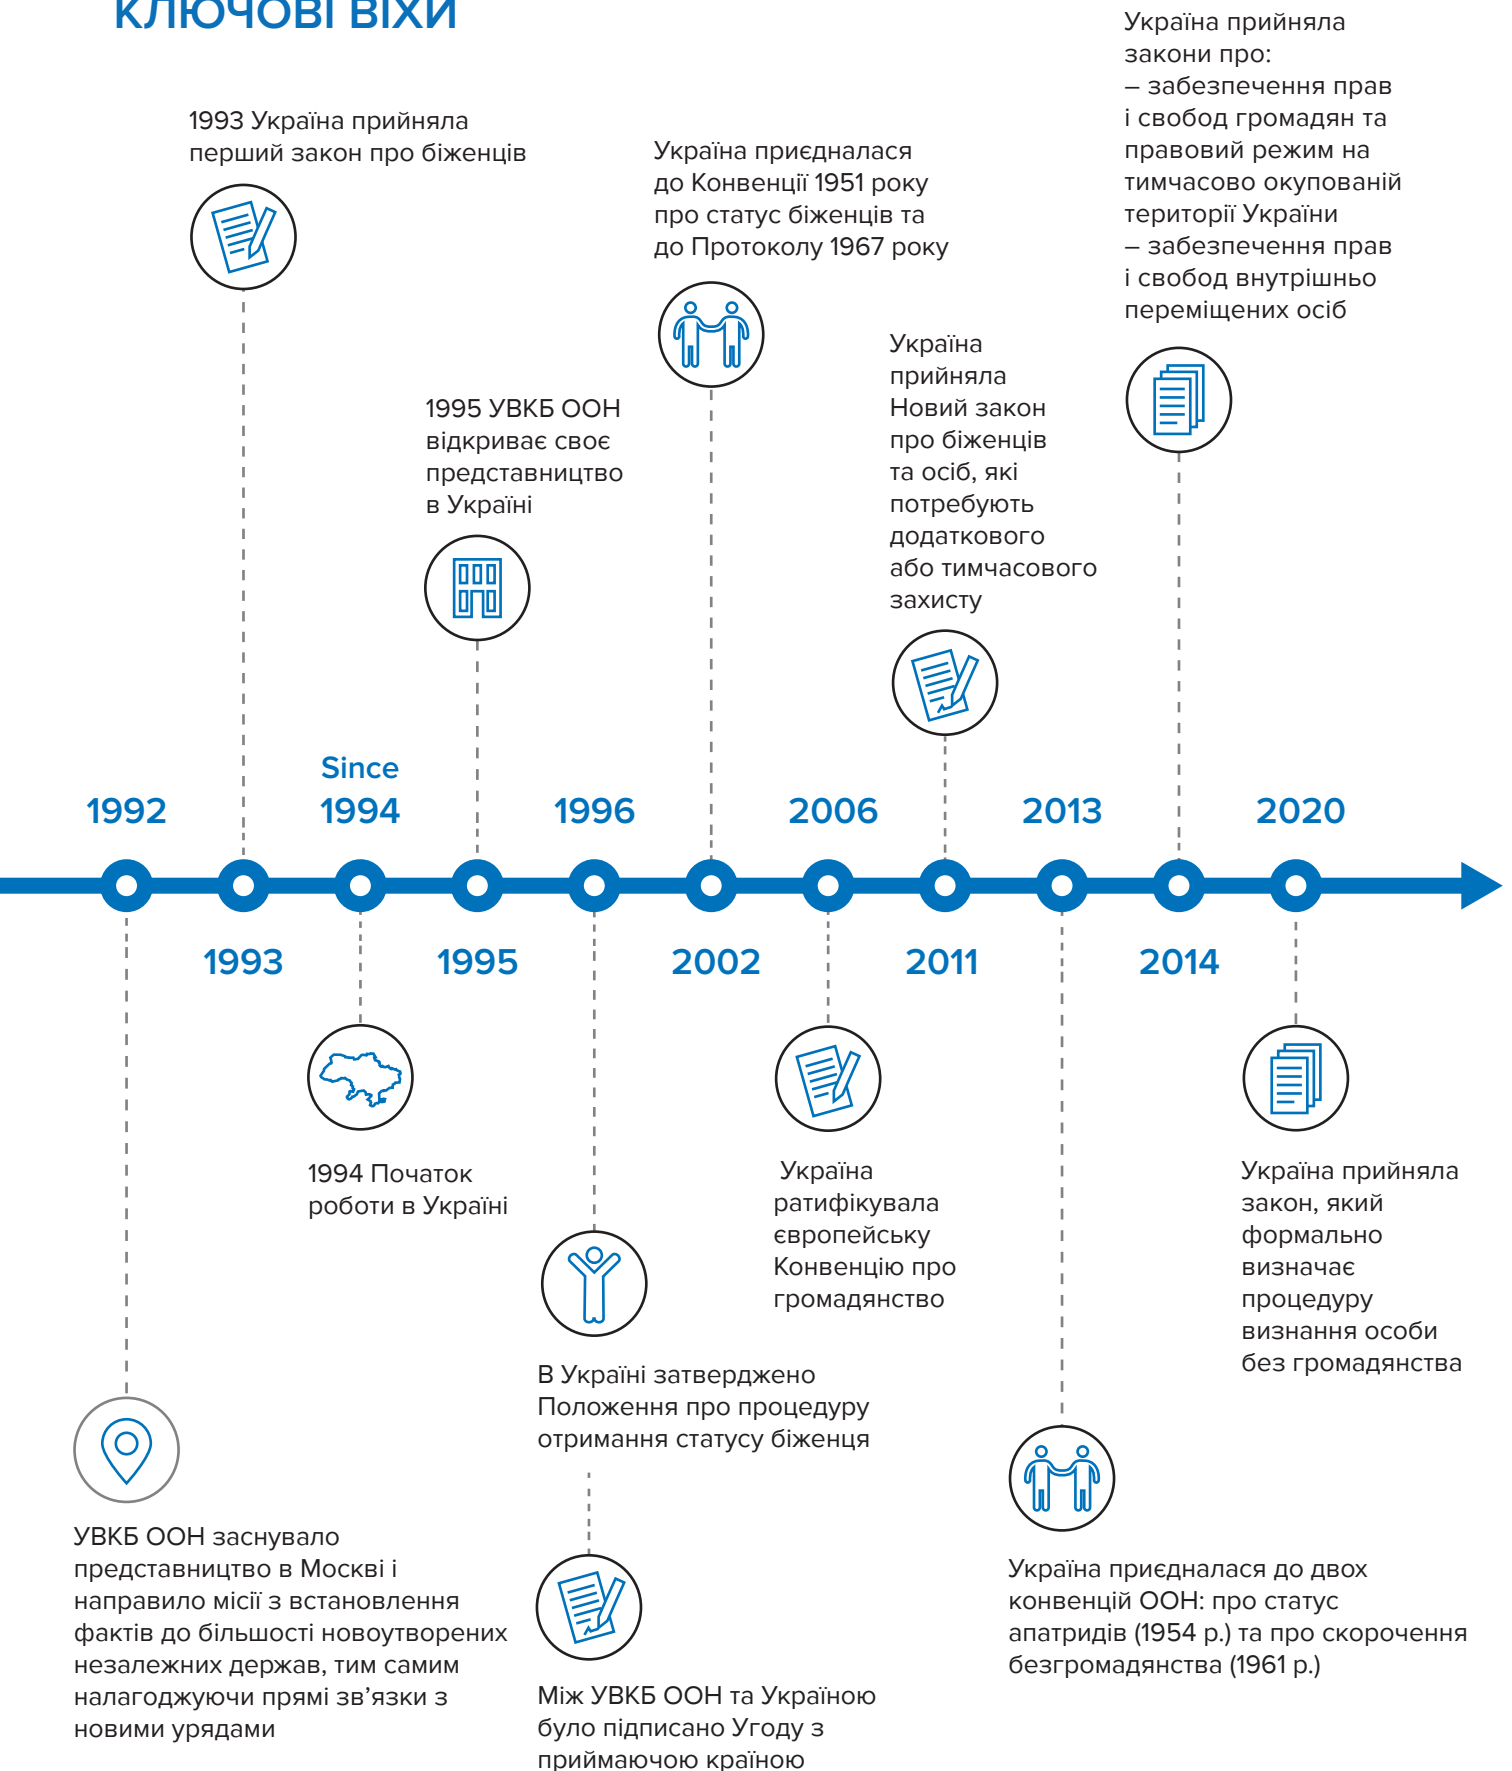 КЛЮЧОВІ ВІХИ
1993 Україна прийняла
перший закон про біженців
1995 УВКБ ООН
відкриває своє
представництво
в Україні
Україна приєдналася
до Конвенції 1951 року
про статус біженців та
до Протоколу 1967 року
Україна
прийняла
Новий закон
про біженців
та осіб, які
потребують
додаткового
або тимчасового
захисту
Україна прийняла
закони про:
– забезпечення прав
і свобод громадян та
правовий режим на
тимчасово окупованій
території України
– забезпечення прав
і свобод внутрішньо
переміщених осіб
1992
Since
1994
1996
2006
2013
2020
1993
1995
2002
2011
2014
УВКБ ООН заснувало
представництво в Москві і
направило місії з встановлення
фактів до більшості новоутворених
незалежних держав, тим самим
налагоджуючи прямі зв’язки з
новими урядами
1994 Початок
роботи в Україні
В Україні затверджено
Положення про процедуру
отримання статусу біженця
Між УВКБ ООН та Україною
було підписано Угоду з
приймаючою країною
Україна
ратифікувала
європейську
Конвенцію про
громадянство
Україна приєдналася до двох
конвенцій ООН: про статус
апатридів (1954 р.) та про скорочення
безгромадянства (1961 р.)
Україна прийняла
закон, який
формально
визначає
процедуру
визнання особи
без громадянства